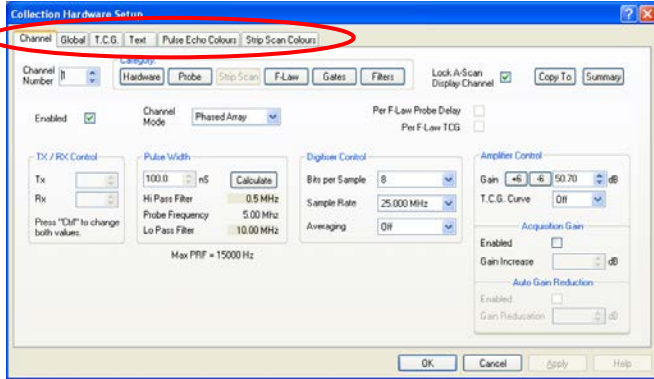 Collection Hardware Setup
Channel Global T.C.G. Text Pulse Echo Colours Strip Scan Colours
Category:
Channel Number 1 Hardware Probe Strip Scan F-Law Gates Filters Lock A-Scan Display Channel Copy To Summary
Enabled Channel Mode Phased Array Per F-Law Probe Delay
Per F-Law TCG
TX / RX Control Pulse Width Digitiser Control Amplifier Control
Tx 100.0 nS Calculate Bits per Sample 8 Gain +6 -6 50.70 dB
Rx Hi Pass Filter 0.5 MHz Sample Rate 25.000 MHz T.C.G. Curve Off
Press "Ctrl" to change both values. Probe Frequency 5.00 Mhz
Lo Pass Filter 10.00 MHz Averaging Off Acquisition Gain
Max PRF = 15000 Hz Enabled
Gain Increase dB
Auto Gain Reduction
Enabled
Gain Reducation dB
OK Cancel Apply Help